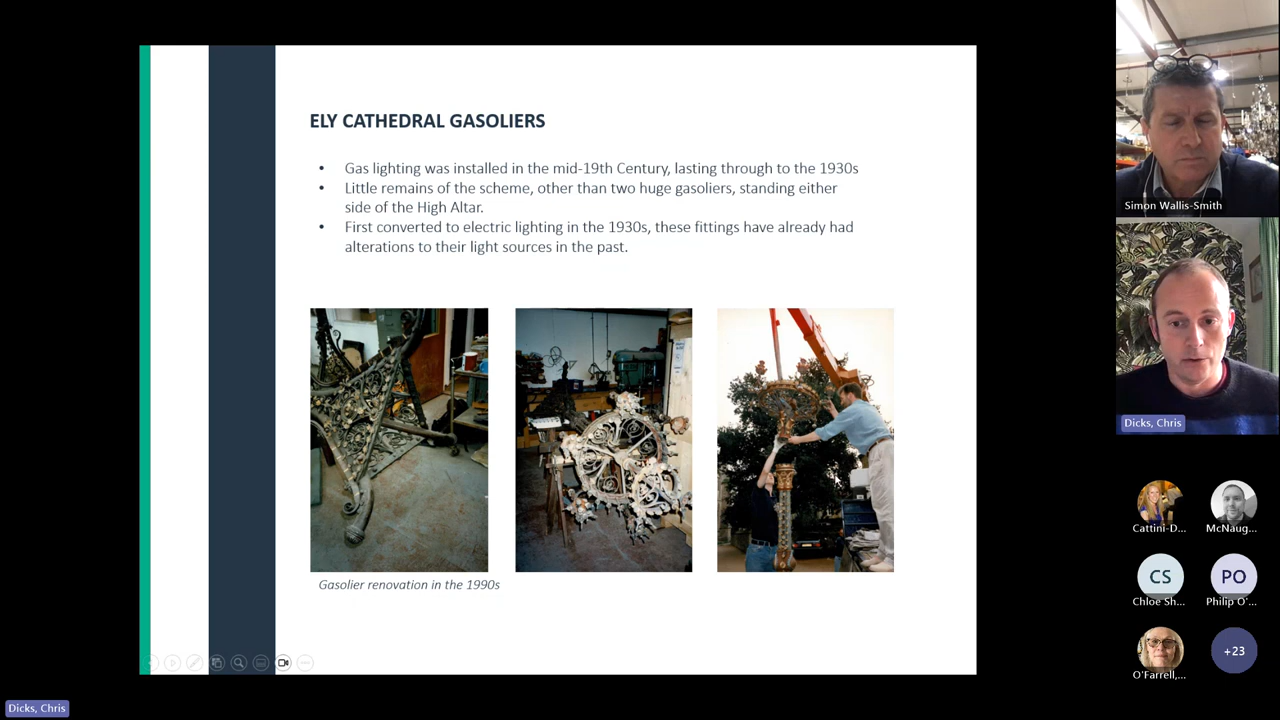 ELY CATHEDRAL GASOLIERS
• Gas lighting was installed in the mid-19th Century, lasting through to the 1930s
• Little remains of the scheme, other than two huge gasoliers, standing either
side of the High Altar.
• First converted to electric lighting in the 1930s, these fittings have already had
alterations to their light sources in the past.
Gasolier renovation in the 1990s
Simon Wallis-Smith
Dicks, Chris
Cattini-D...
McNaug...
CS
PO
Chloe Sh...
Philip O'...
O'Farrell,...
+23
Dicks, Chris